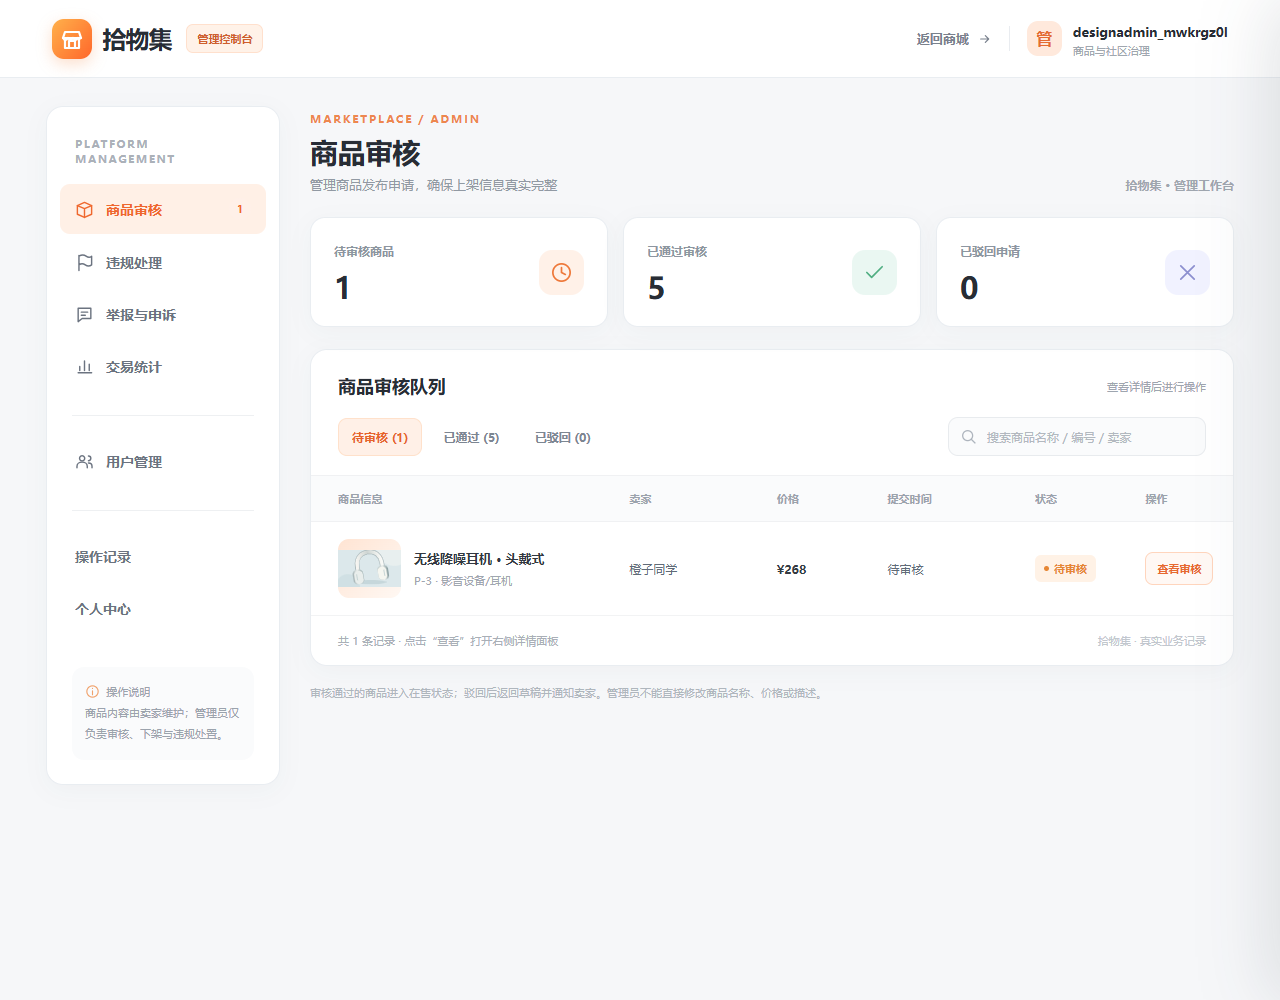 拾物集
管理控制台
返回商城 →
管
designadmin_mwkrgz0l
商品与社区治理
PLATFORM
MANAGEMENT
商品审核 1
违规处理
举报与申诉
交易统计
用户管理
操作记录
个人中心
操作说明
商品内容由卖家维护；管理员仅
负责审核、下架与违规处置。
MARKETPLACE / ADMIN
商品审核
管理商品发布申请，确保上架信息真实完整
拾物集 • 管理工作台
待审核商品
1
已通过审核
5
已驳回申请
0
商品审核队列
查看详情后进行操作
待审核 (1) 已通过 (5) 已驳回 (0)
搜索商品名称 / 编号 / 卖家
商品信息 卖家 价格 提交时间 状态 操作
无线降噪耳机 • 头戴式
P-3 · 影音设备/耳机
橙子同学 ¥268 待审核 待审核 查看审核
共 1 条记录 · 点击“查看”打开右侧详情面板
拾物集 · 真实业务记录
审核通过的商品进入在售状态；驳回后返回草稿并通知卖家。管理员不能直接修改商品名称、价格或描述。